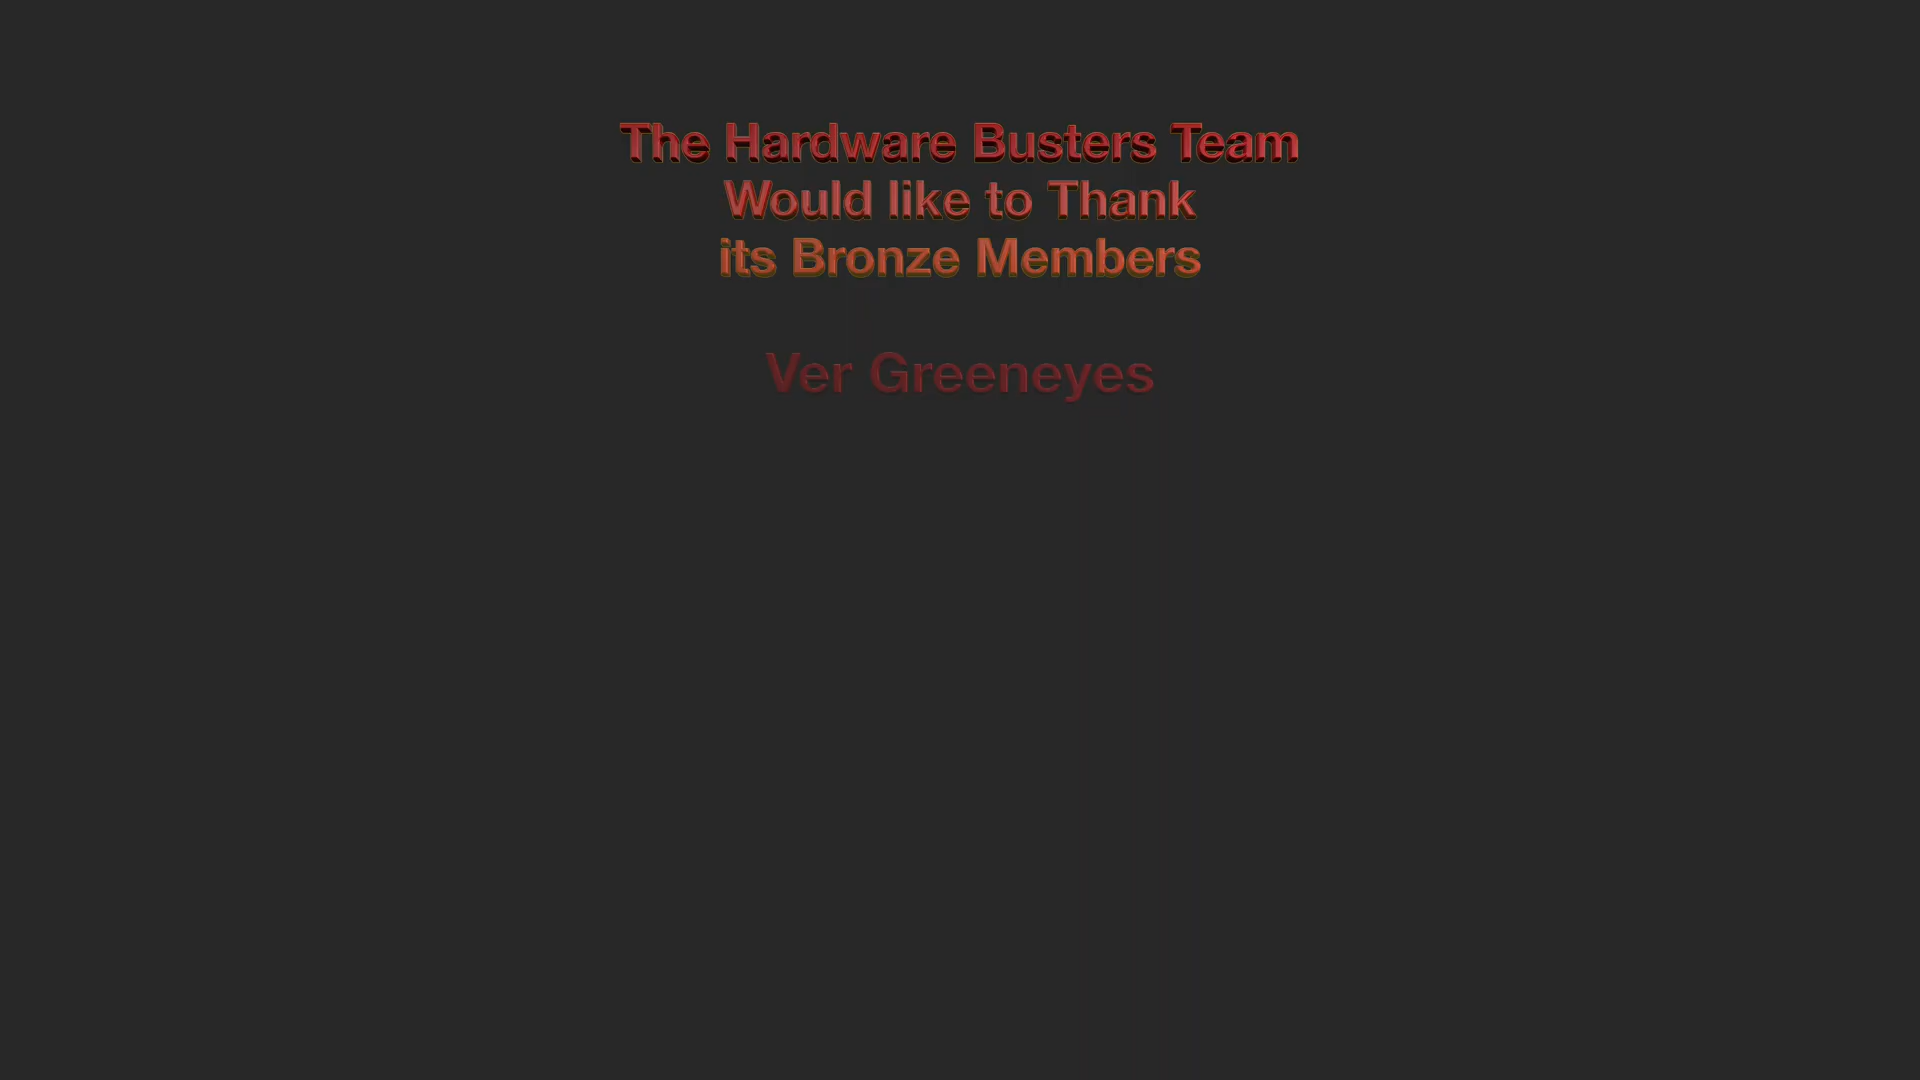 The Hardware Busters Team
Would like to Thank
its Bronze Members
Ver Greeneyes